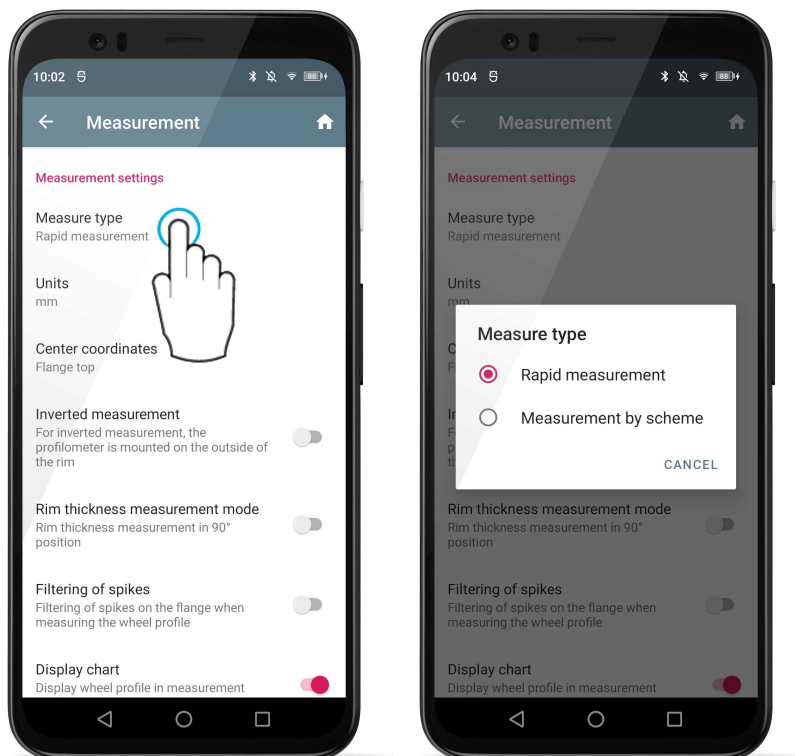 10:02
88
Measurement
Measurement settings
Measure type
Rapid measurement
Units
mm
Center coordinates
Flange top
Inverted measurement
For inverted measurement, the
profilometer is mounted on the outside of
the rim
Rim thickness measurement mode
Rim thickness measurement in 90°
position
Filtering of spikes
Filtering of spikes on the flange when
measuring the wheel profile
Display chart
Display wheel profile in measurement
10:04
88
Measurement
Measurement settings
Measure type
Rapid measurement
Units
mm
Measure type
Rapid measurement
Measurement by scheme
CANCEL
Rim thickness measurement mode
Rim thickness measurement in 90°
position
Filtering of spikes
Filtering of spikes on the flange when
measuring the wheel profile
Display chart
Display wheel profile in measurement